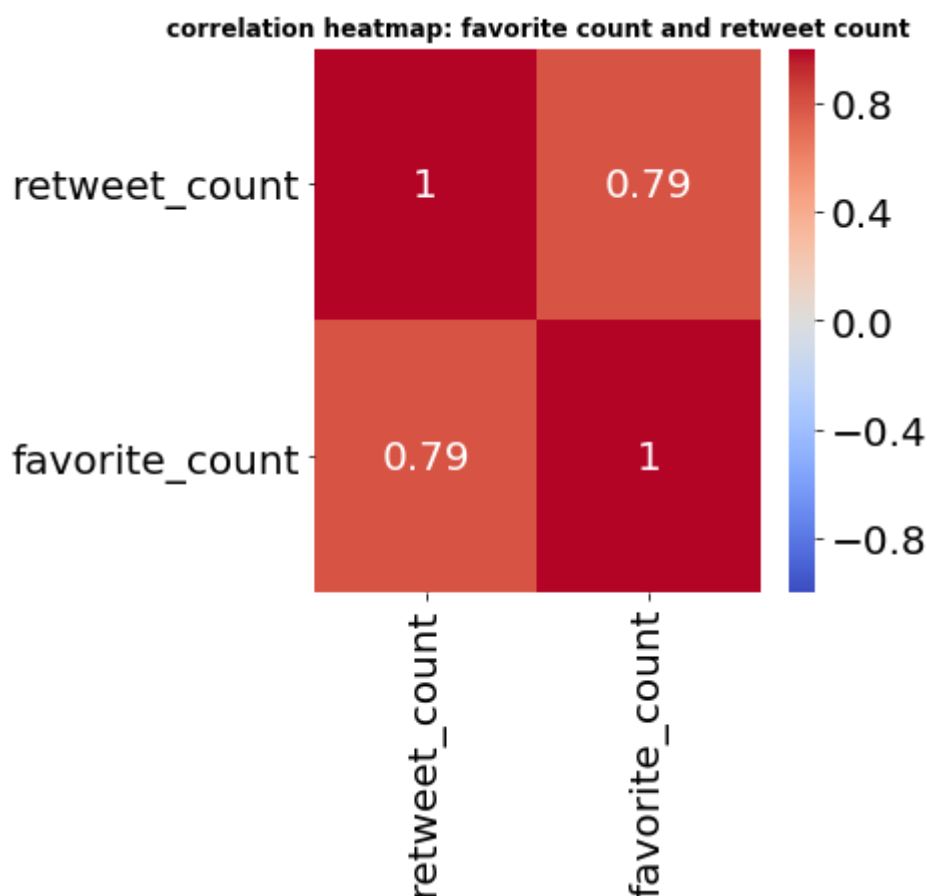 correlation heatmap: favorite count and retweet count
retweet_count
1
0.79
favorite_count
0.79
1
retweet_count
favorite_count
0.8
0.4
0.0
−0.4
−0.8